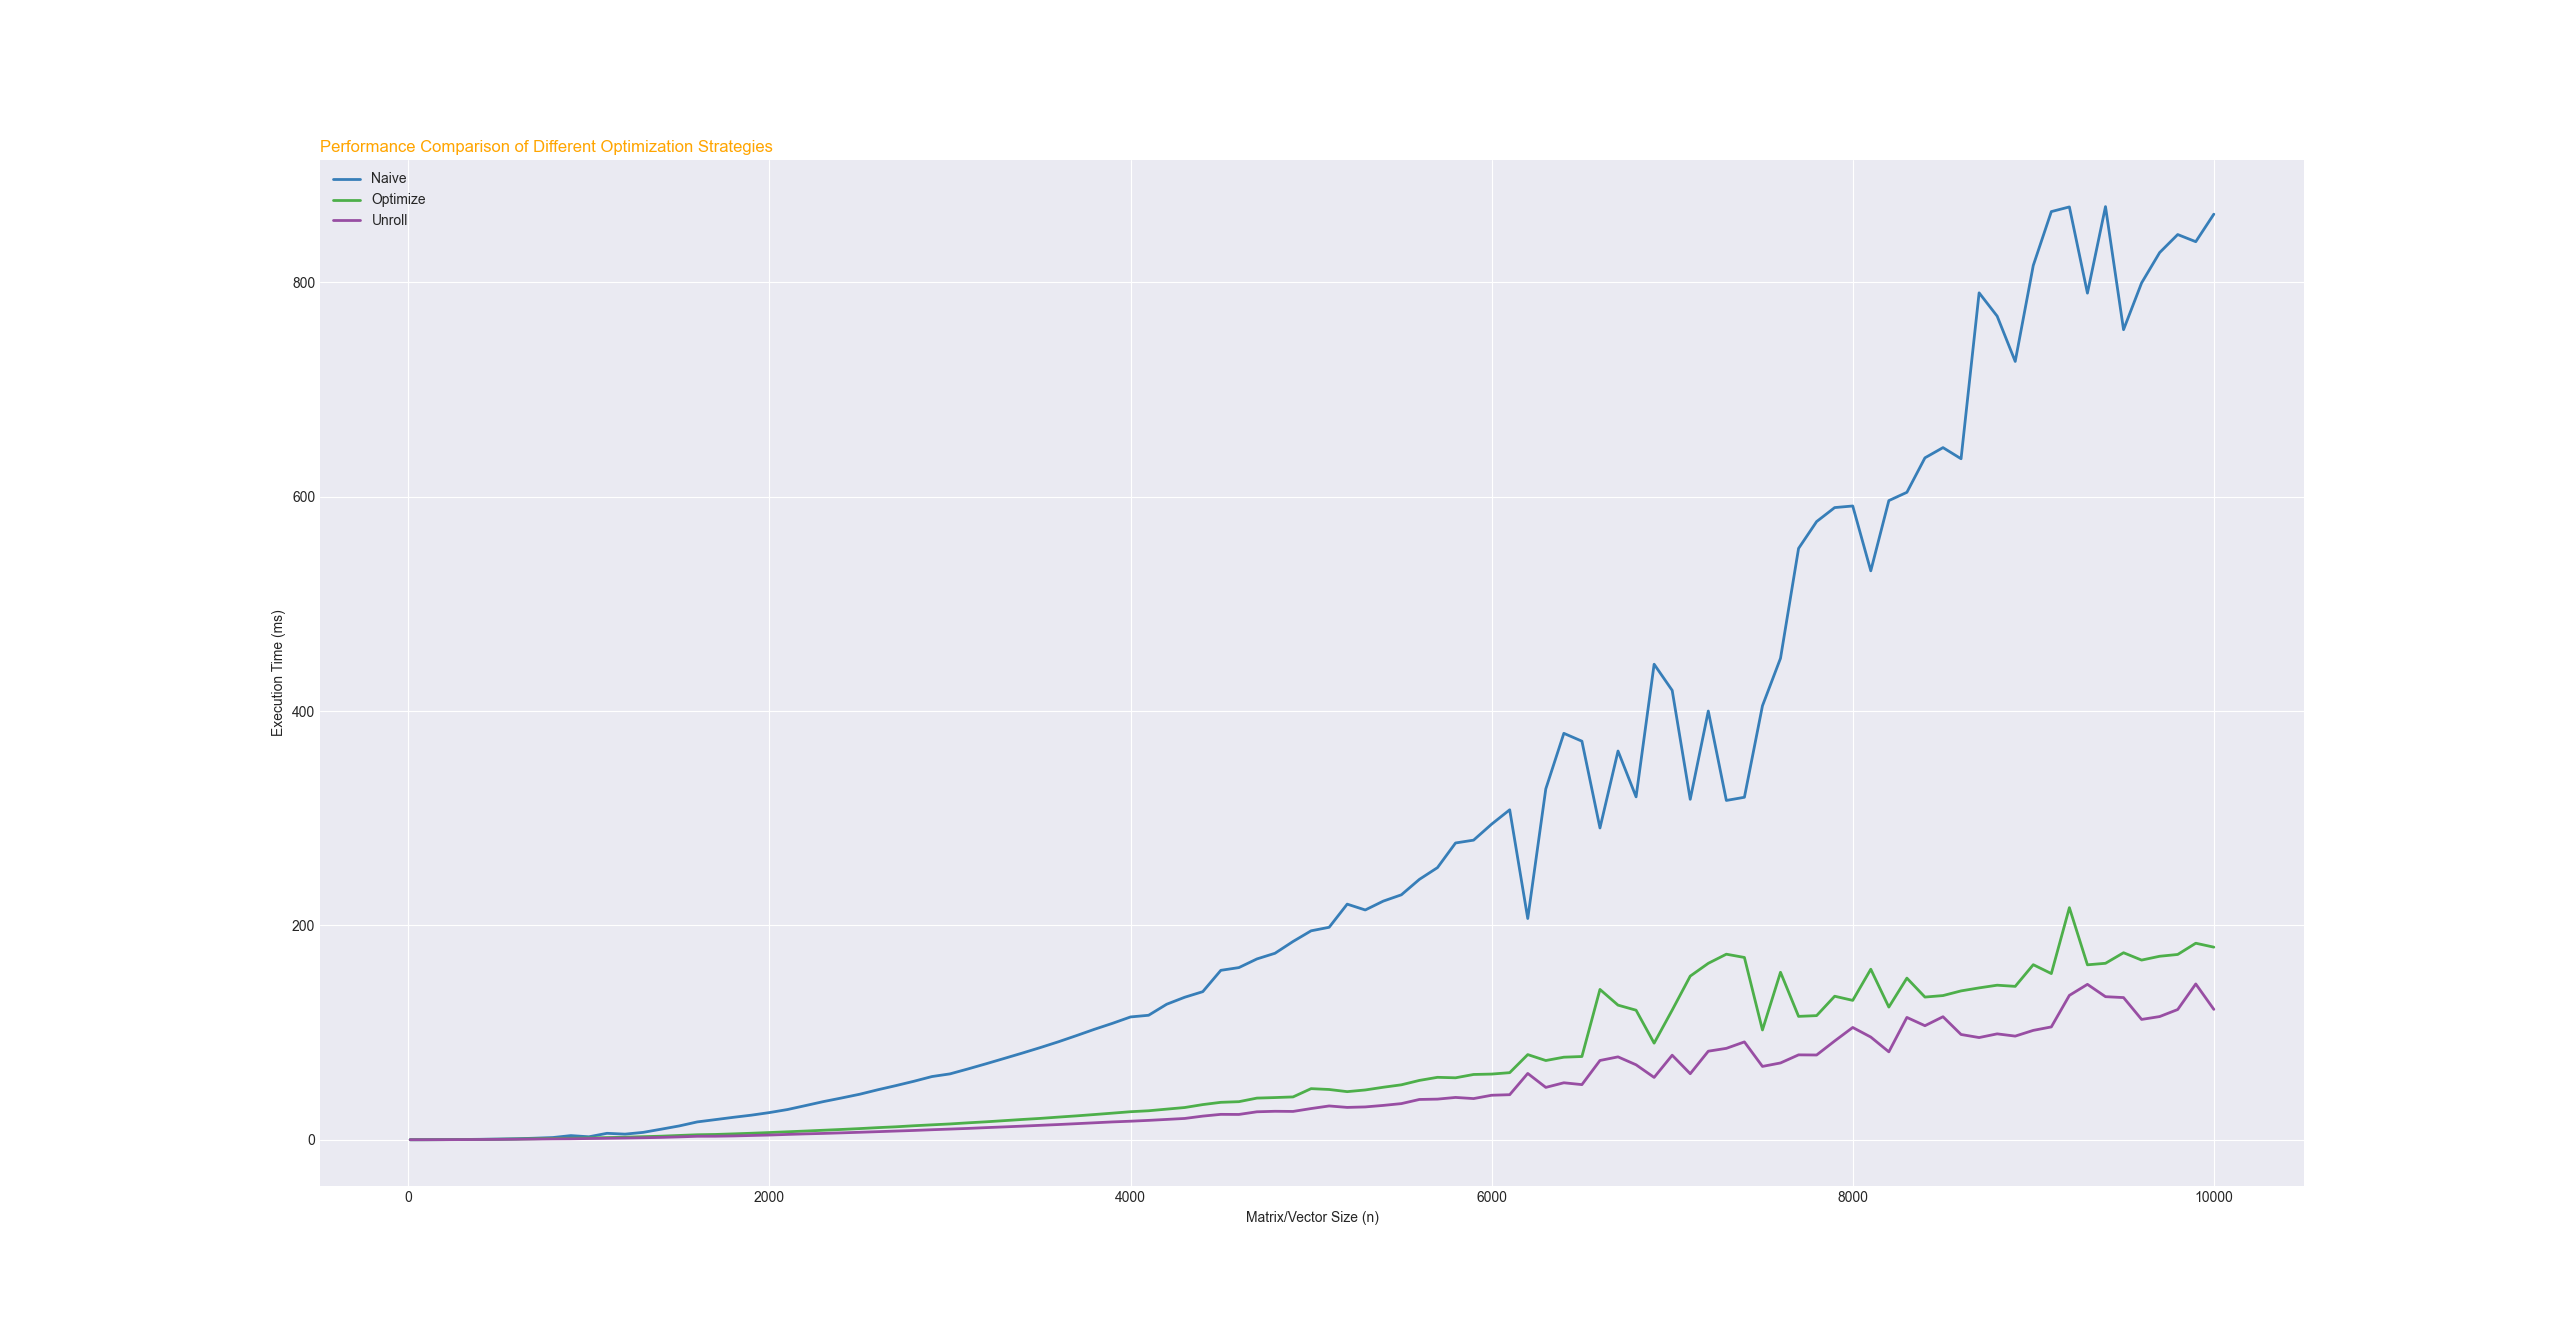 Performance Comparison of Different Optimization Strategies
Naive
Optimize
Unroll
800
600
400
200
0
Execution Time (ms)
0 2000 4000 6000 8000 10000
Matrix/Vector Size (n)